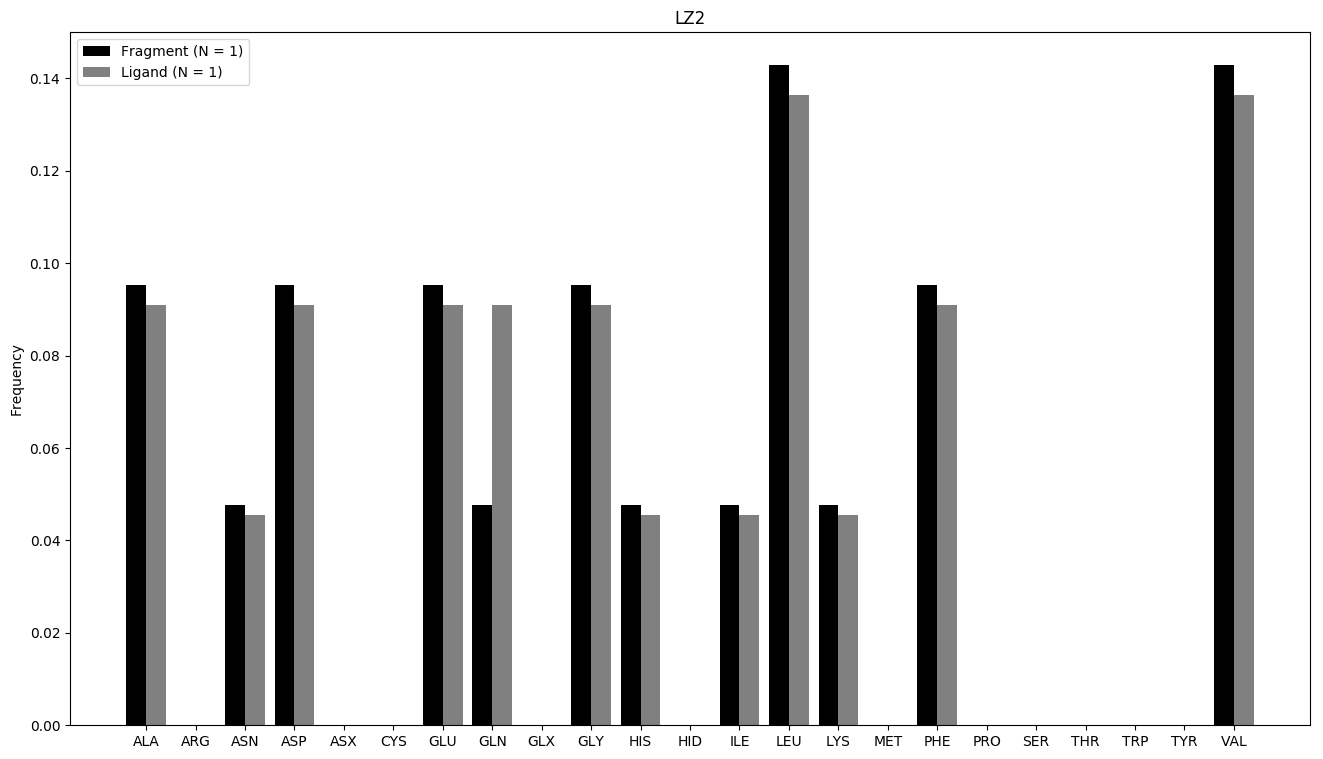 LZ2
Fragment (N = 1)
Ligand (N = 1)
0.14
0.12
0.10
0.08
0.06
0.04
0.02
0.00
Frequency
ALA ARG ASN ASP ASX CYS GLU GLN GLX GLY HIS HID ILE LEU LYS MET PHE PRO SER THR TRP TYR VAL